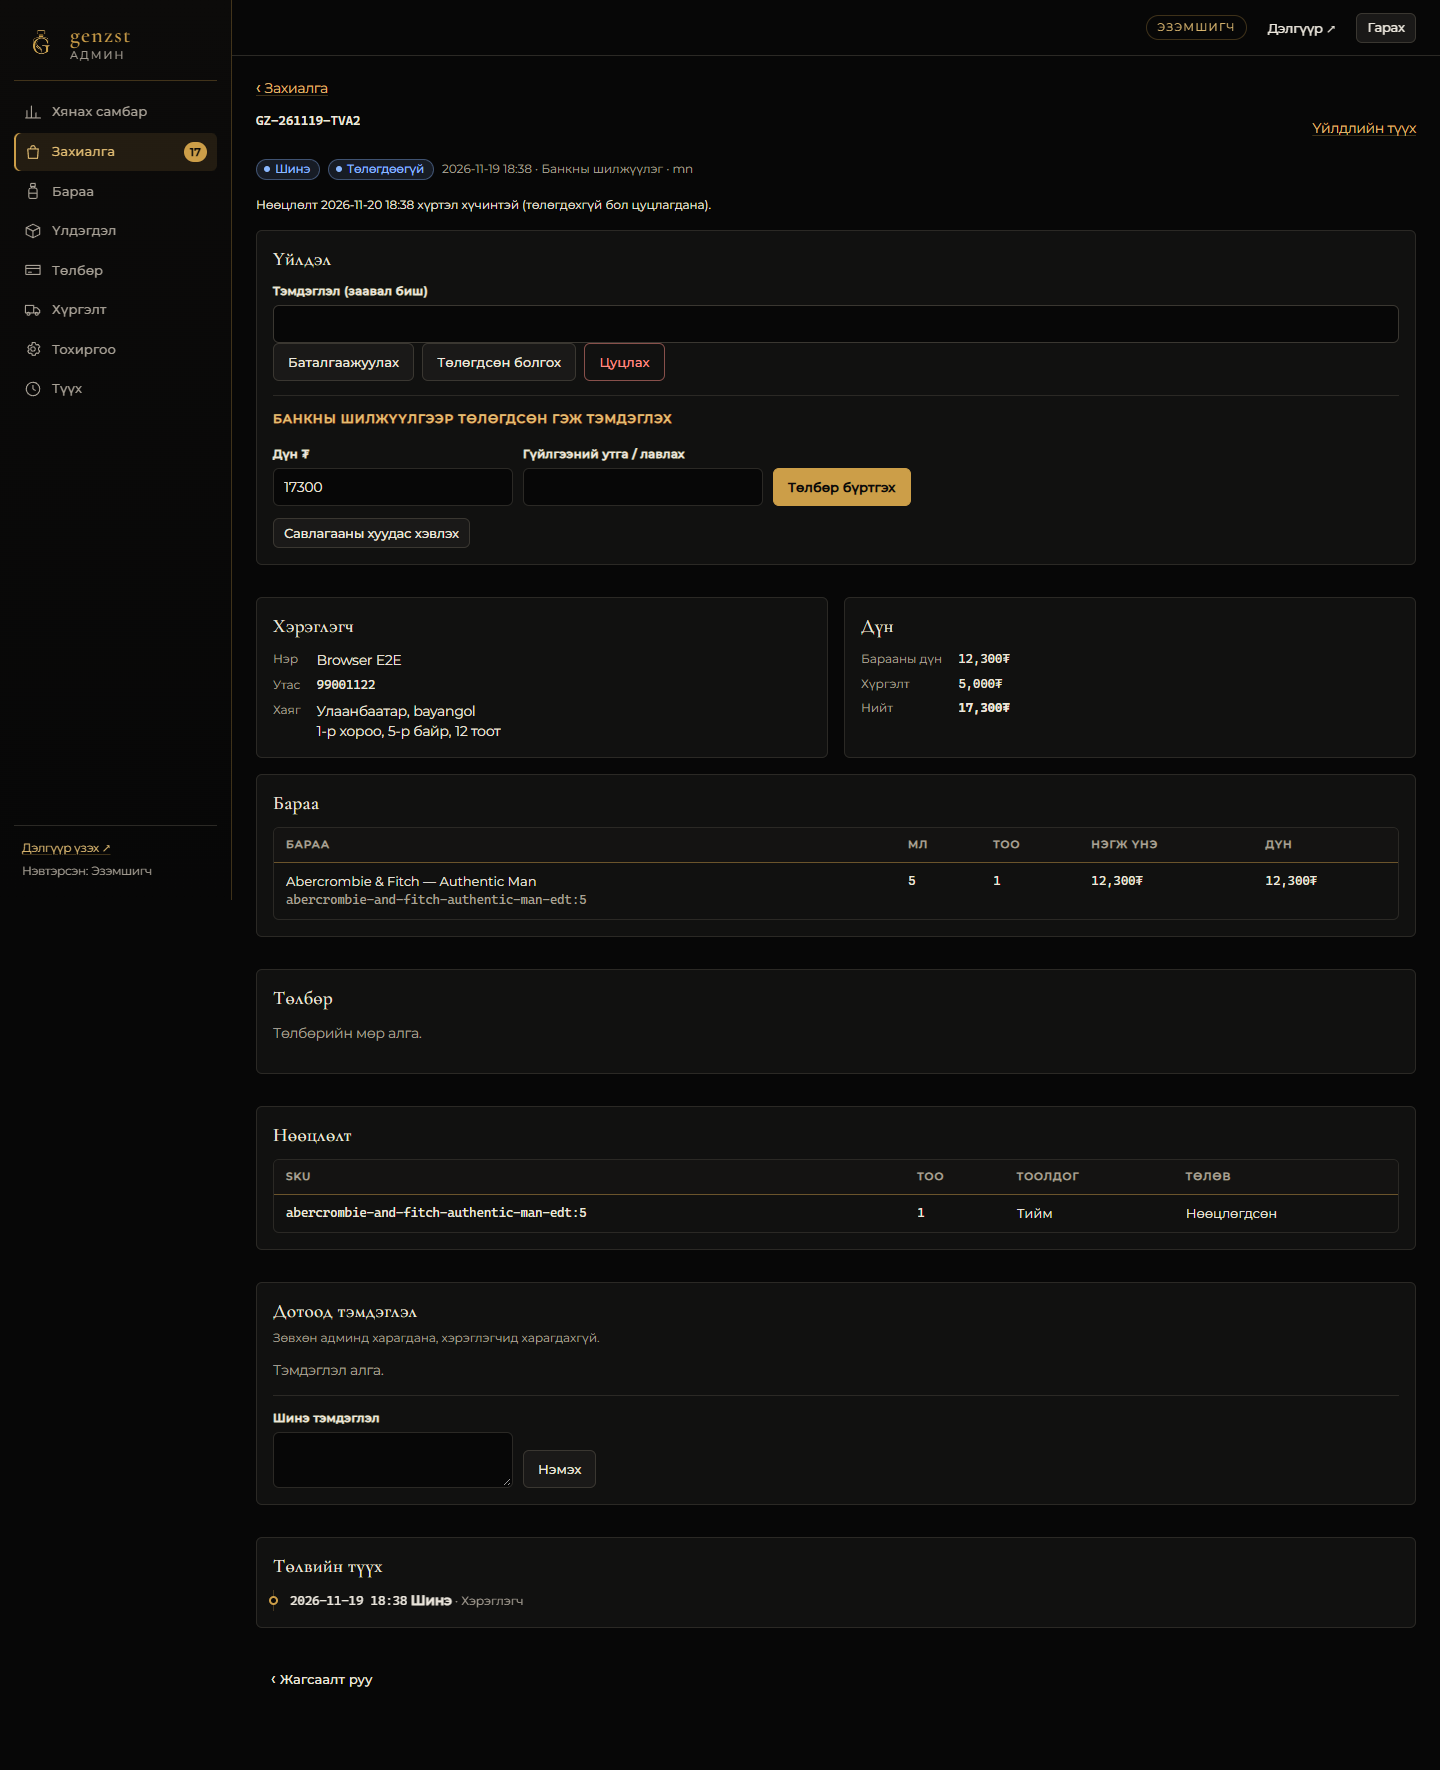 genzst
АДМИН
Хянах самбар
Захиалга 17
Бараа
Үлдэгдэл
Төлбөр
Хүргэлт
Тохиргоо
Түүх
Дэлгүүр үзэх ↗
Нэвтэрсэн: Эзэмшигч
ЭЗЭМШИГЧ Дэлгүүр ↗ Гарах
‹ Захиалга
GZ-261119-TVA2
Үйлдлийн түүх
Шинэ Төлөгдөөгүй 2026-11-19 18:38 · Банкны шилжүүлэг · mn
Нөөцлөлт 2026-11-20 18:38 хүртэл хүчинтэй (төлөгдөхгүй бол цуцлагдана).
Үйлдэл
Тэмдэглэл (заавал биш)
Баталгаажуулах Төлөгдсөн болгох Цуцлах
БАНКНЫ ШИЛЖҮҮЛГЭЭР ТӨЛӨГДСӨН ГЭЖ ТЭМДЭГЛЭХ
Дүн ₮ Гүйлгээний утга / лавлах
17300 Төлбөр бүртгэх
Савлагааны хуудас хэвлэх
Хэрэглэгч
Нэр Browser E2E
Утас 99001122
Хаяг Улаанбаатар, bayangol
1-р хороо, 5-р байр, 12 тоот
Дүн
Барааны дүн 12,300₮
Хүргэлт 5,000₮
Нийт 17,300₮
Бараа
БАРАА МЛ ТОО НЭГЖ ҮНЭ ДҮН
Abercrombie & Fitch — Authentic Man 5 1 12,300₮ 12,300₮
abercrombie-and-fitch-authentic-man-edt:5
Төлбөр
Төлбөрийн мөр алга.
Нөөцлөлт
SKU ТОО ТООЛДОГ ТӨЛӨВ
abercrombie-and-fitch-authentic-man-edt:5 1 Тийм Нөөцлөгдсөн
Дотоод тэмдэглэл
Зөвхөн админд харагдана, хэрэглэгчид харагдахгүй.
Тэмдэглэл алга.
Шинэ тэмдэглэл
Нэмэх
Төлвийн түүх
2026-11-19 18:38 Шинэ · Хэрэглэгч
‹ Жагсаалт руу